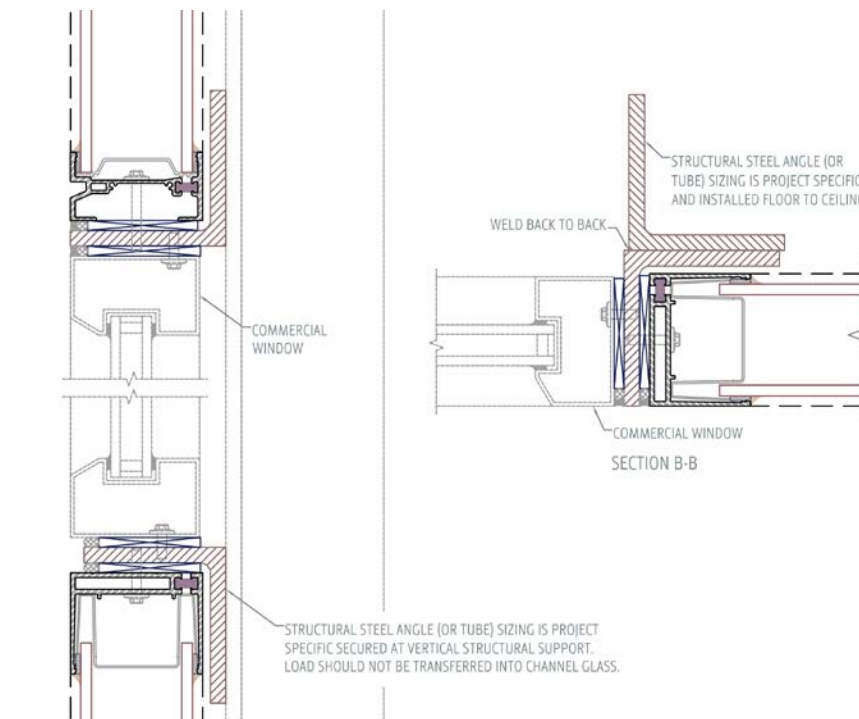 STRUCTURAL STEEL ANGLE (OR
TUBE) SIZING IS PROJECT SPECIFIC
AND INSTALLED FLOOR TO CEILING
WELD BACK TO BACK
COMMERCIAL
WINDOW
COMMERCIAL WINDOW
SECTION B-B
STRUCTURAL STEEL ANGLE (OR TUBE) SIZING IS PROJECT
SPECIFIC SECURED AT VERTICAL STRUCTURAL SUPPORT.
LOAD SHOULD NOT BE TRANSFERRED INTO CHANNEL GLASS.